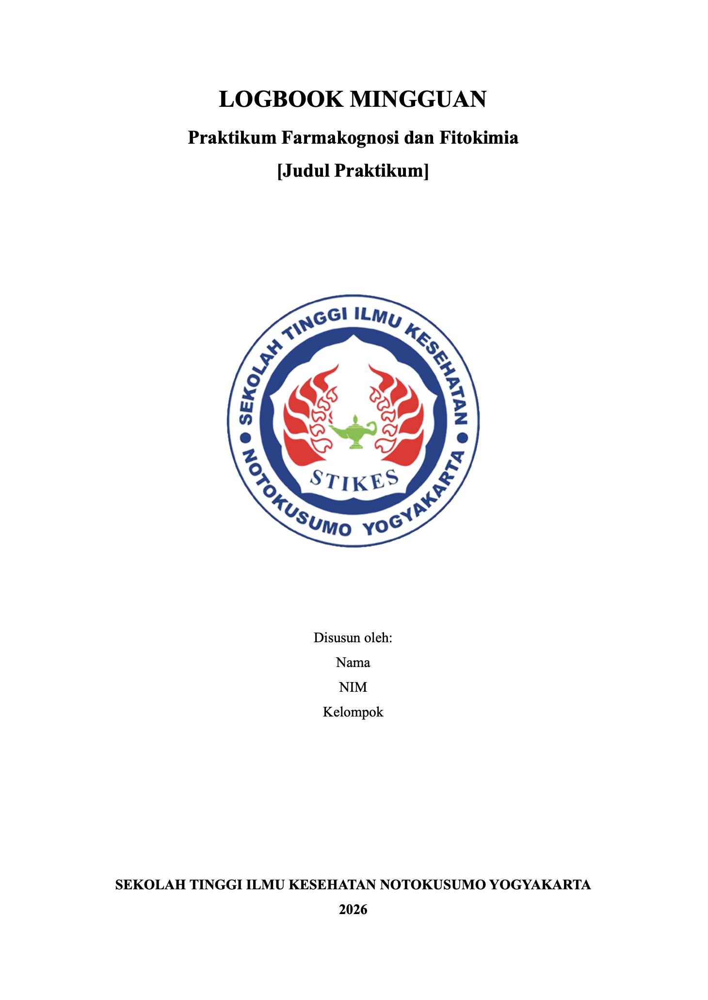 LOGBOOK MINGGUAN
Praktikum Farmakognosi dan Fitokimia
[Judul Praktikum]
SEKOLAH TINGGI ILMU KESEHATAN
NOTOKUSUMO YOGYAKARTA
STIKES
Disusun oleh:
Nama
NIM
Kelompok
SEKOLAH TINGGI ILMU KESEHATAN NOTOKUSUMO YOGYAKARTA
2026